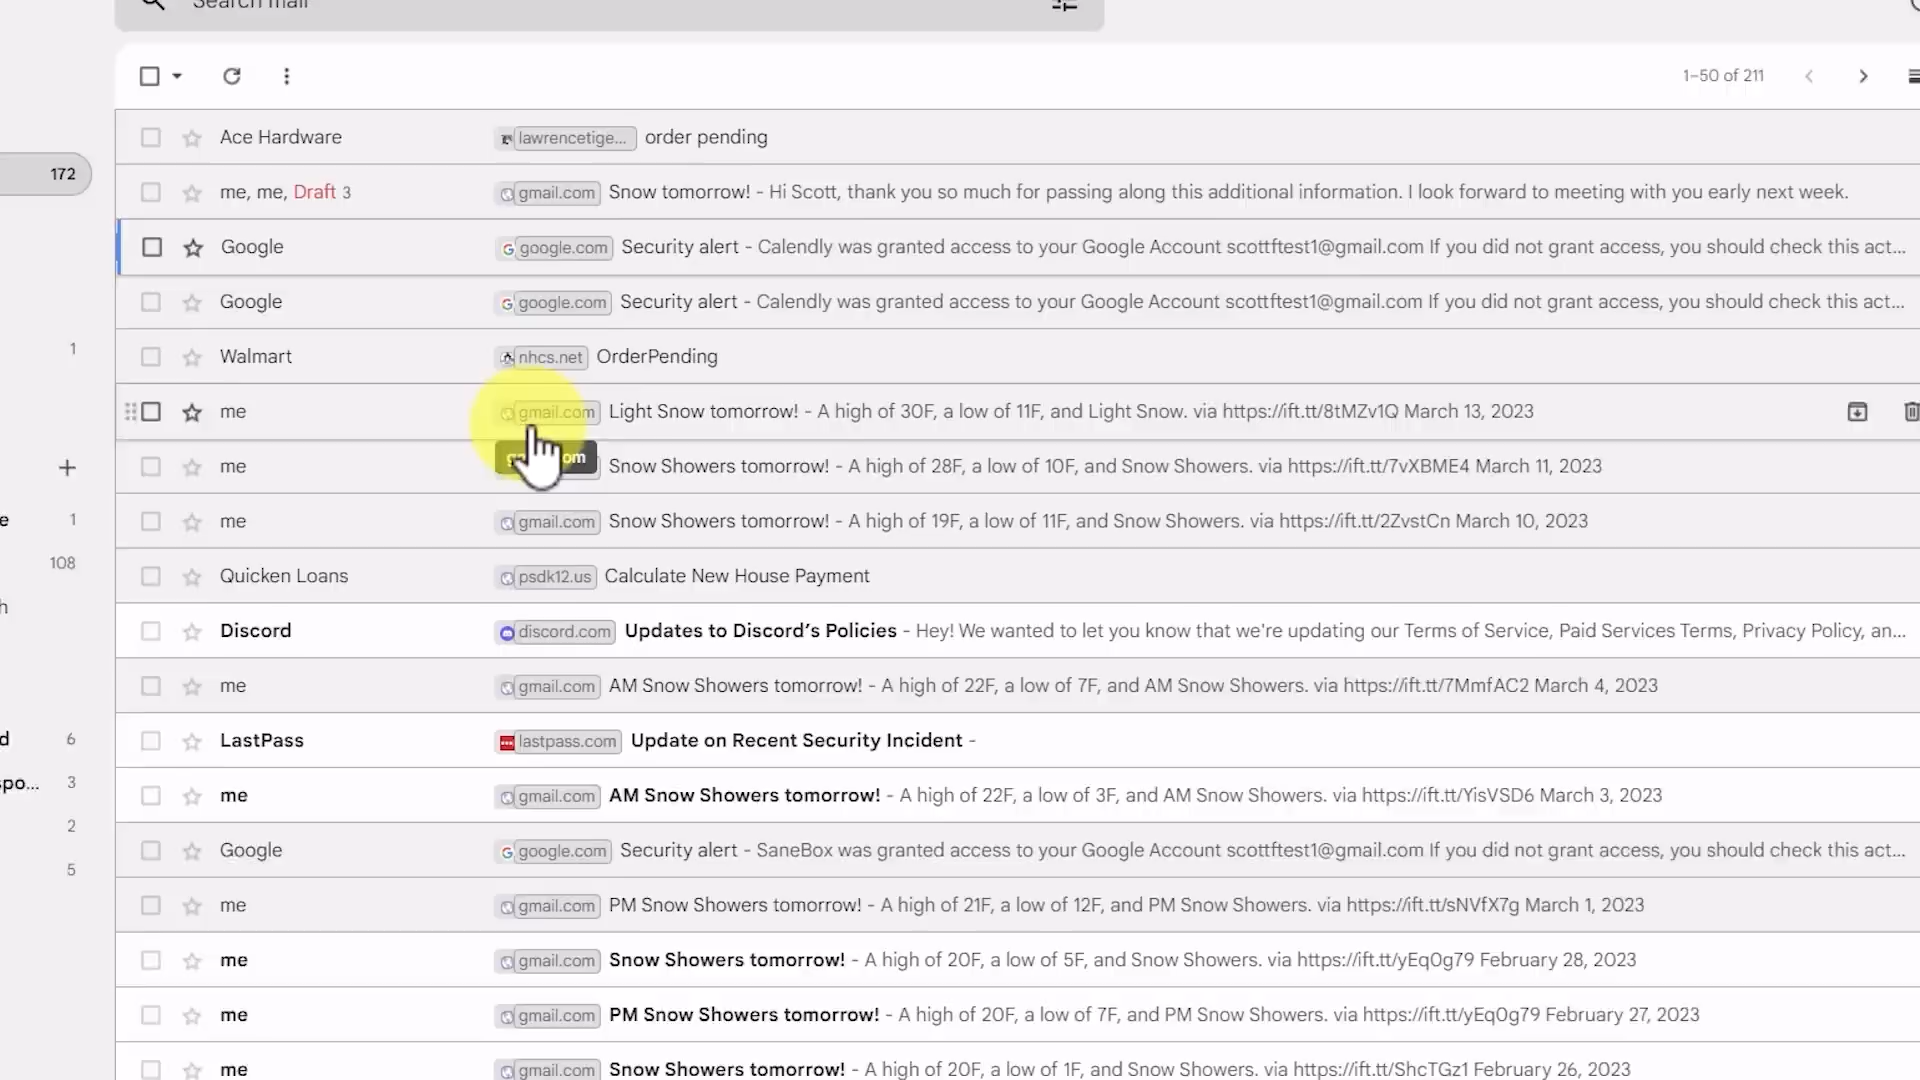 Search mail
1–50 of 211
172
Ace Hardware lawrencetige... order pending
me, me, Draft 3 gmail.com Snow tomorrow! - Hi Scott, thank you so much for passing along this additional information. I look forward to meeting with you early next week.
Google google.com Security alert - Calendly was granted access to your Google Account scottftest1@gmail.com If you did not grant access, you should check this act...
Google google.com Security alert - Calendly was granted access to your Google Account scottftest1@gmail.com If you did not grant access, you should check this act...
1
Walmart nhcs.net OrderPending
me gmail.com Light Snow tomorrow! - A high of 30F, a low of 11F, and Light Snow. via https://ift.tt/8tMZv1Q March 13, 2023
me Snow Showers tomorrow! - A high of 28F, a low of 10F, and Snow Showers. via https://ift.tt/7vXBME4 March 11, 2023
e 1
me gmail.com Snow Showers tomorrow! - A high of 19F, a low of 11F, and Snow Showers. via https://ift.tt/2ZvstCn March 10, 2023
108
Quicken Loans psdk12.us Calculate New House Payment
h
Discord discord.com Updates to Discord's Policies - Hey! We wanted to let you know that we're updating our Terms of Service, Paid Services Terms, Privacy Policy, an...
me gmail.com AM Snow Showers tomorrow! - A high of 22F, a low of 7F, and AM Snow Showers. via https://ift.tt/7MmfAC2 March 4, 2023
d 6
LastPass lastpass.com Update on Recent Security Incident -
spo... 3
me gmail.com AM Snow Showers tomorrow! - A high of 22F, a low of 3F, and AM Snow Showers. via https://ift.tt/YisVSD6 March 3, 2023
2
Google google.com Security alert - SaneBox was granted access to your Google Account scottftest1@gmail.com If you did not grant access, you should check this act...
5
me gmail.com PM Snow Showers tomorrow! - A high of 21F, a low of 12F, and PM Snow Showers. via https://ift.tt/sNVfX7g March 1, 2023
me gmail.com Snow Showers tomorrow! - A high of 20F, a low of 5F, and Snow Showers. via https://ift.tt/yEq0g79 February 28, 2023
me gmail.com PM Snow Showers tomorrow! - A high of 20F, a low of 7F, and PM Snow Showers. via https://ift.tt/yEq0g79 February 27, 2023
me gmail.com Snow Showers tomorrow! - A high of 20F, a low of 1F, and Snow Showers. via https://ift.tt/ShcTGz1 February 26, 2023